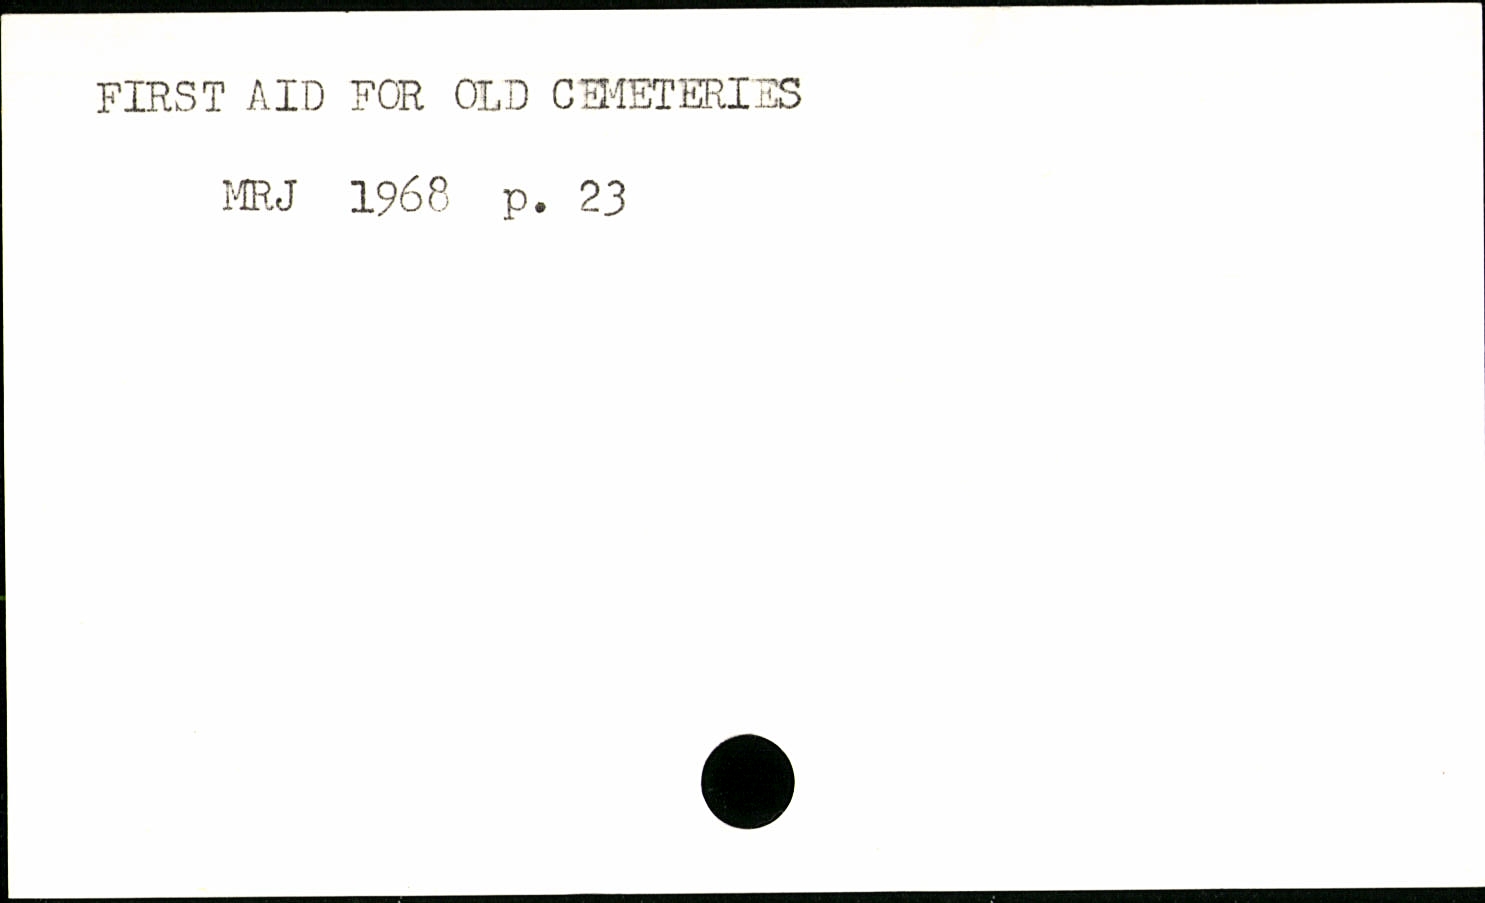 FIRST AID FOR OLD CEMETERIES
MRJ 1968 p. 23